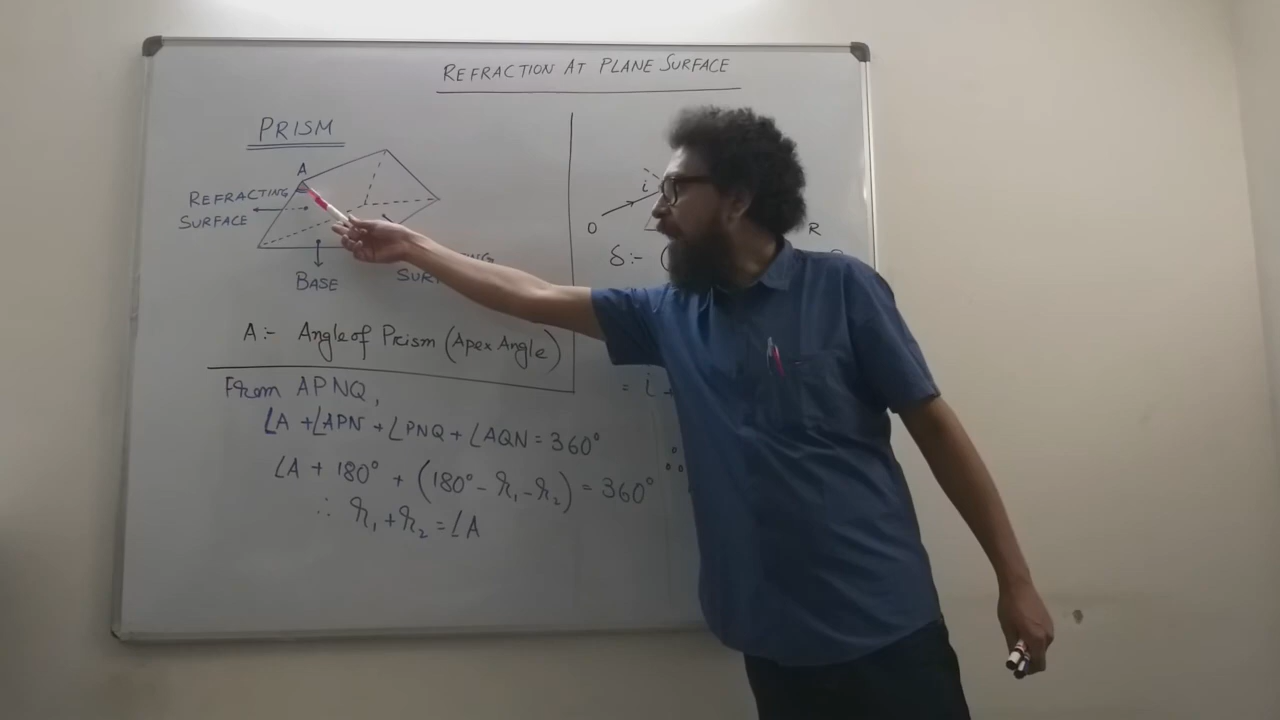 REFRACTION AT PLANE SURFACE
PRISM
A
REFRACTING
SURFACE
BASE
A :- Angle of Prism (Apex Angle)
From APNQ,
∠A + ∠APN + ∠PNQ + ∠AQN = 360°
∠A + 180° + (180° - r₁ - r₂) = 360°
∴ r₁ + r₂ = ∠A
i
O
R
δ :- (
= i +
∴